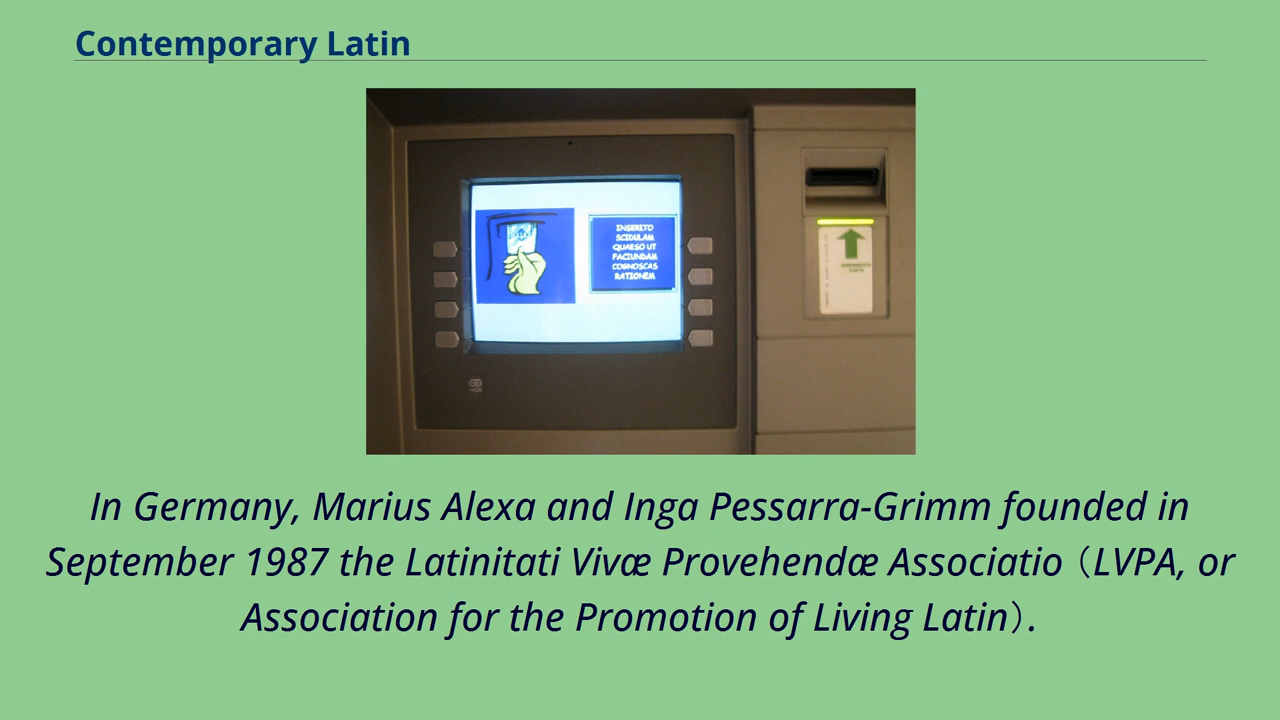 Contemporary Latin
INSERITO
SCIDULAM
QUAESO UT
FACIUNDAM
COGNOSCAS
RATIONEM
In Germany, Marius Alexa and Inga Pessarra-Grimm founded in
September 1987 the Latinitati Vivæ Provehendæ Associatio（LVPA, or
Association for the Promotion of Living Latin）.